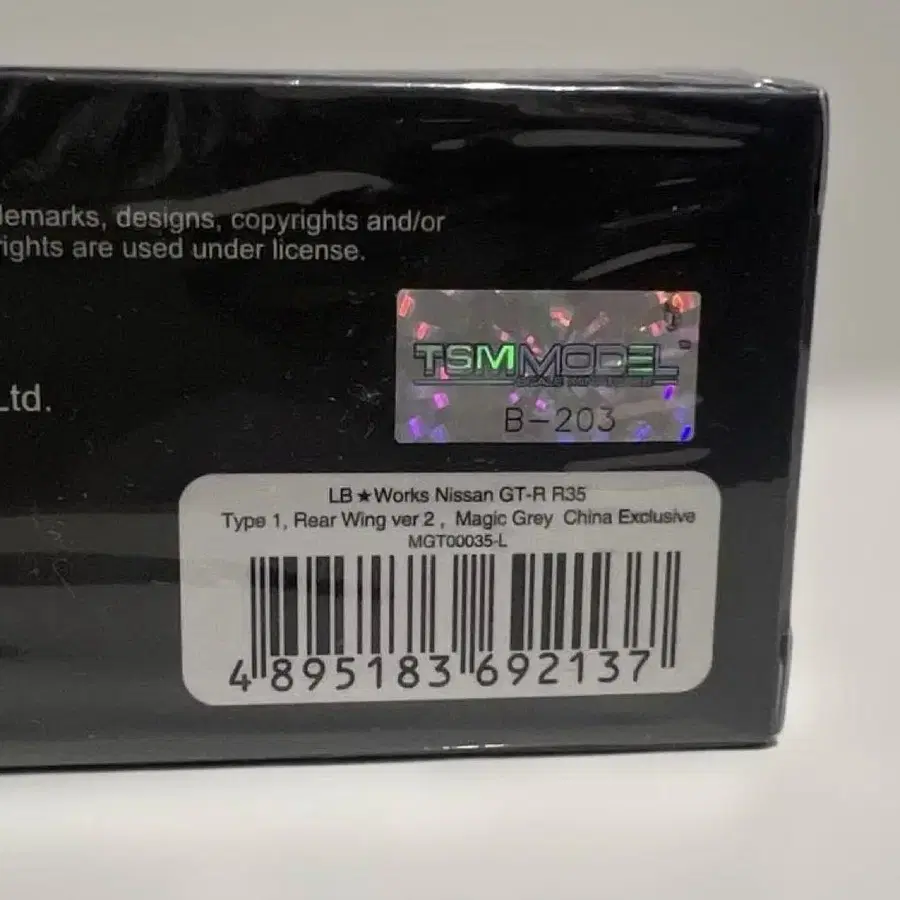 demarks, designs, copyrights and/or
rights are used under license.
Ltd.
TSMMODEL
B-203
LB★Works Nissan GT-R R35
Type 1, Rear Wing ver 2 , Magic Grey China Exclusive
MGT00035-L
4 895183 692137